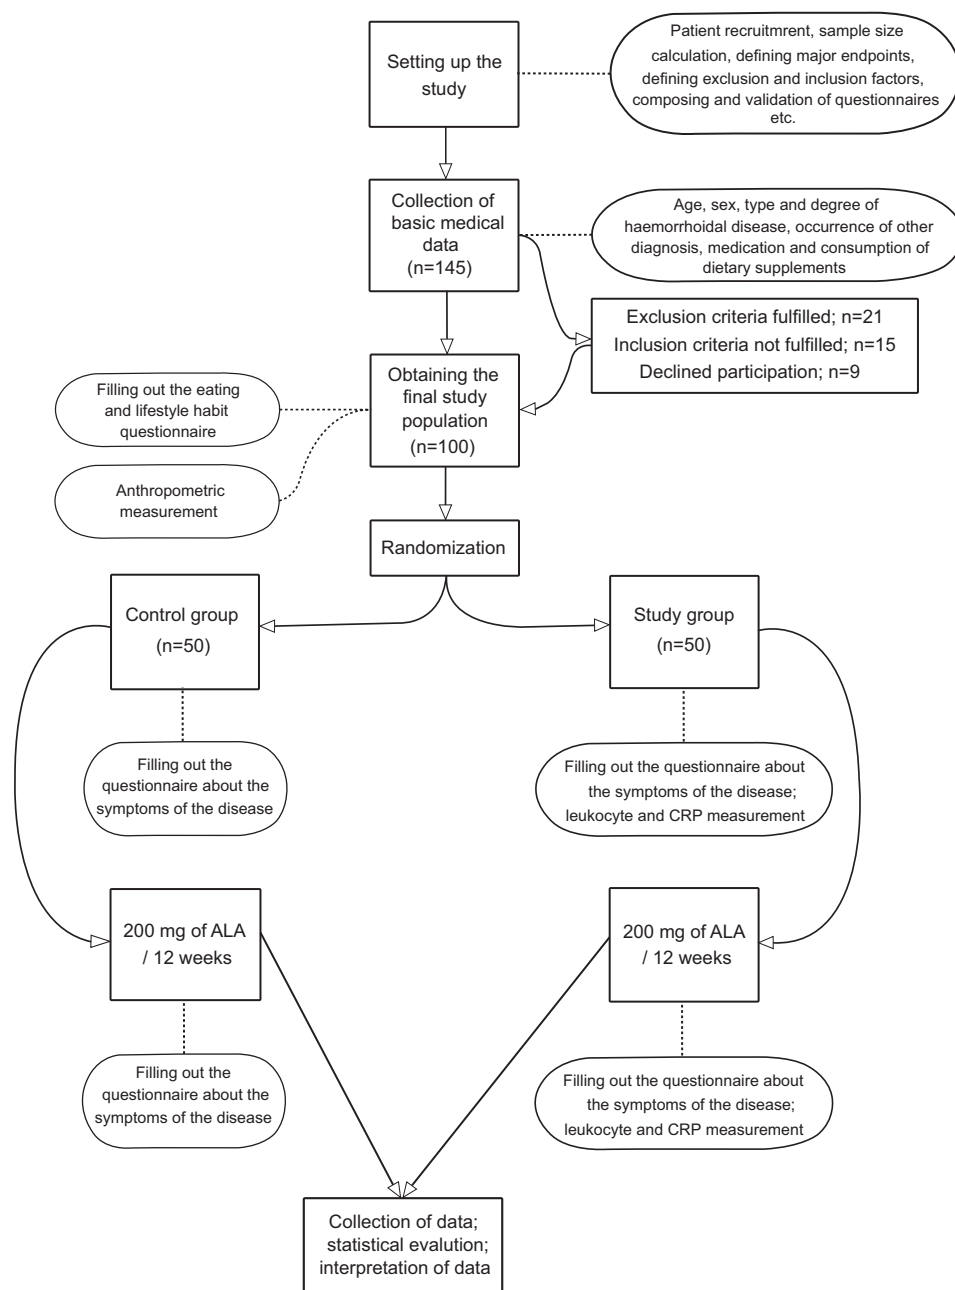 Setting up the
study
Patient recruitmrent, sample size
calculation, defining major endpoints,
defining exclusion and inclusion factors,
composing and validation of questionnaires
etc.
Collection of
basic medical
data
(n=145)
Age, sex, type and degree of
haemorrhoidal disease, occurrence of other
diagnosis, medication and consumption of
dietary supplements
Exclusion criteria fulfilled; n=21
Inclusion criteria not fulfilled; n=15
Declined participation; n=9
Obtaining the
final study
population
(n=100)
Filling out the eating
and lifestyle habit
questionnaire
Anthropometric
measurement
Randomization
Control group
(n=50)
Study group
(n=50)
Filling out the
questionnaire about the
symptoms of the disease
Filling out the questionnaire about
the symptoms of the disease;
leukocyte and CRP measurement
200 mg of ALA
/ 12 weeks
200 mg of ALA
/ 12 weeks
Filling out the
questionnaire about the
symptoms of the disease
Filling out the questionnaire about
the symptoms of the disease;
leukocyte and CRP measurement
Collection of data;
statistical evalution;
interpretation of data